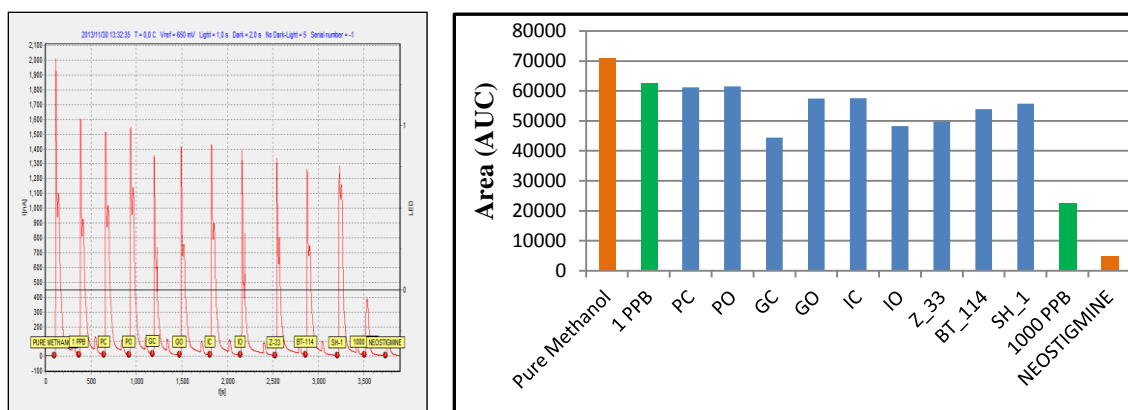 2013/11/30 13:32:35 T = 0,0 C Vref = 650 mV Light = 1,0 s Dark = 2,0 s No Dark-Light = 5 Serial number = -1
2,100
2,000
1,900
1,800
1,700
1,600
1,500
1,400
1,300
1,200
1,100
1,000
900
800
700
600
500
400
300
200
100
0
-100
I[nA]
1
0
LED
PURE METHANO 1 PPB PC PO GC GO IC IO Z-33 BT-114 SH-1 1000 NEOSTIGMINE
0 500 1,000 1,500 2,000 2,500 3,000 3,500
t[s]
80000
70000
60000
50000
40000
30000
20000
10000
0
Area (AUC)
Pure Methanol
1 PPB
PC
PO
GC
GO
IC
IO
Z_33
BT_114
SH_1
1000 PPB
NEOSTIGMINE